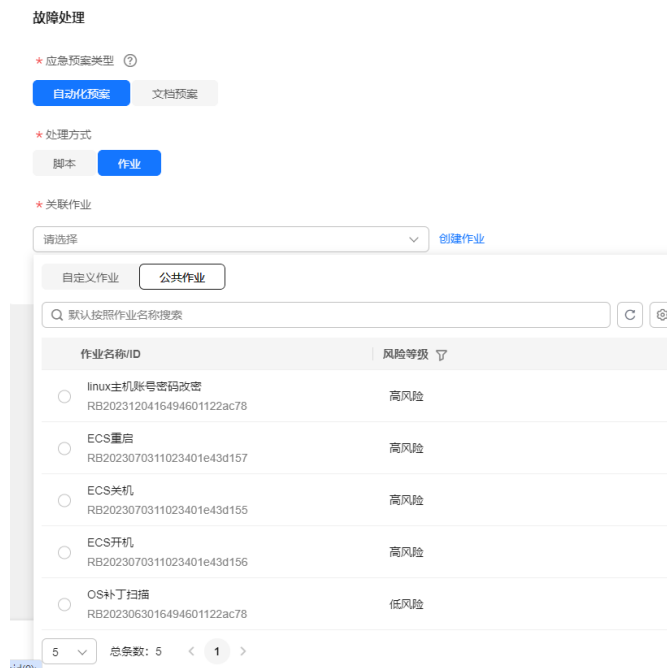 故障处理
* 应急预案类型 ?
自动化预案 文档预案
* 处理方式
脚本 作业
* 关联作业
请选择 创建作业
自定义作业 公共作业
默认按照作业名称搜索
作业名称/ID 风险等级
linux主机账号密码改密 高风险
RB2023120416494601122ac78
ECS重启 高风险
RB2023070311023401e43d157
ECS关机 高风险
RB2023070311023401e43d155
ECS开机 高风险
RB2023070311023401e43d156
OS补丁扫描 低风险
RB2023063016494601122ac78
5 总条数：5 < 1 >